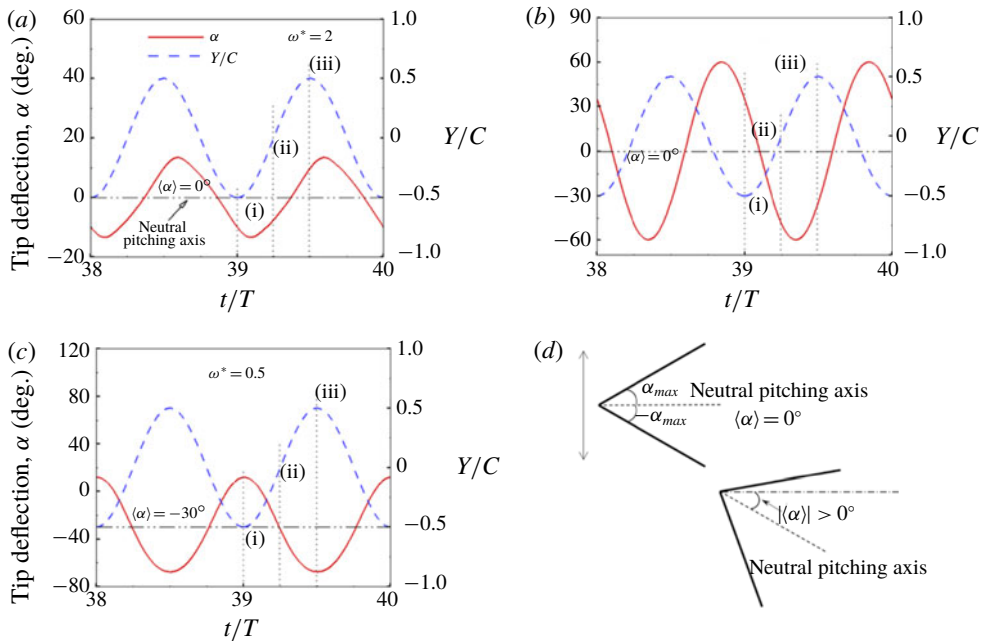 (a)
60
40
20
0
−20
Tip deflection, α (deg.)
α
Y/C
ω* = 2
(iii)
(ii)
(i)
⟨α⟩ = 0°
Neutral
pitching axis
1.0
0.5
0
−0.5
−1.0
Y/C
38
39
40
t/T
(b)
90
60
30
0
−30
−60
(iii)
(ii)
(i)
⟨α⟩ = 0°
1.0
0.5
0
−0.5
−1.0
Y/C
38
39
40
t/T
(c)
120
80
40
0
−40
−80
Tip deflection, α (deg.)
ω* = 0.5
(iii)
(ii)
(i)
⟨α⟩ = −30°
1.0
0.5
0
−0.5
−1.0
Y/C
38
39
40
t/T
(d)
αmax
−αmax
Neutral pitching axis
⟨α⟩ = 0°
|⟨α⟩| > 0°
Neutral pitching axis